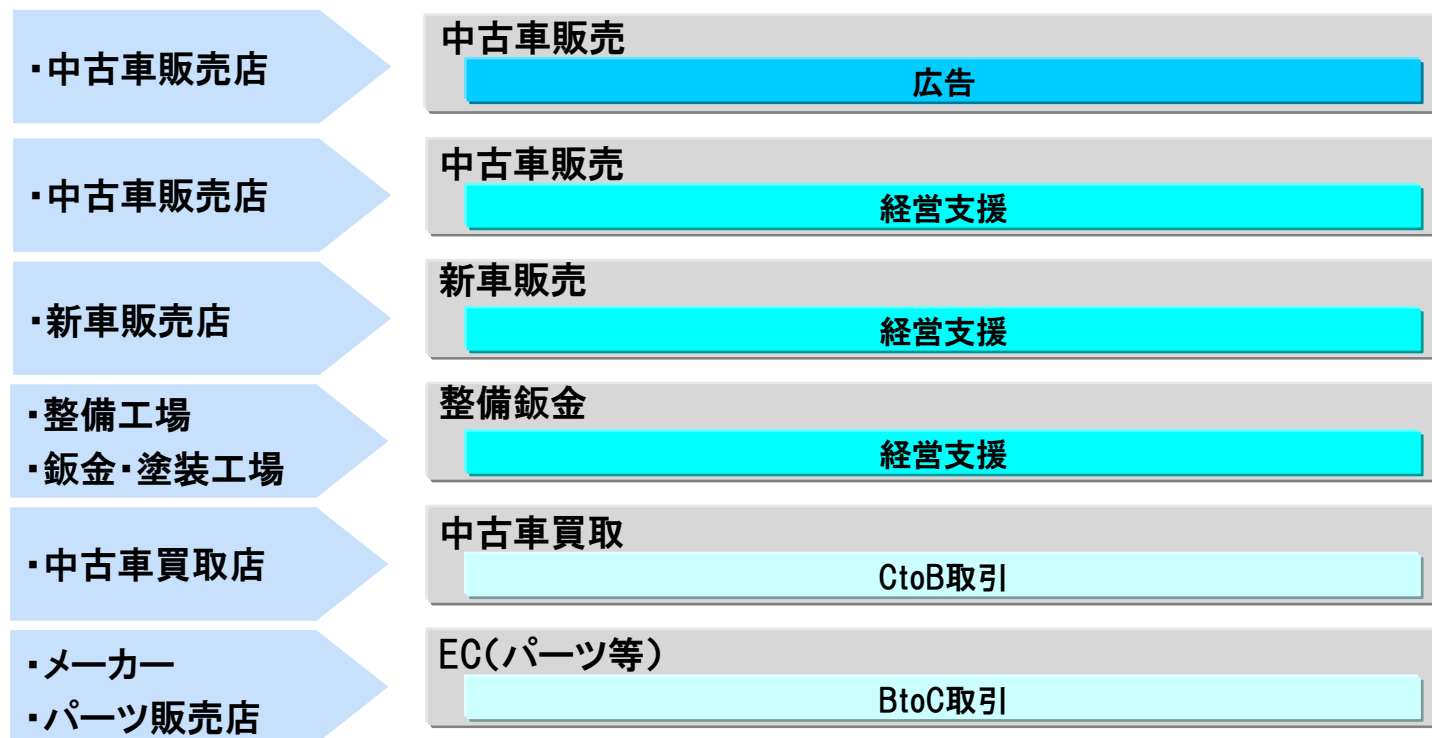 ・中古車販売店
中古車販売
広告
・中古車販売店
中古車販売
経営支援
・新車販売店
新車販売
経営支援
・整備工場
・鈑金・塗装工場
整備鈑金
経営支援
・中古車買取店
中古車買取
CtoB取引
・メーカー
・パーツ販売店
EC(パーツ等)
BtoC取引